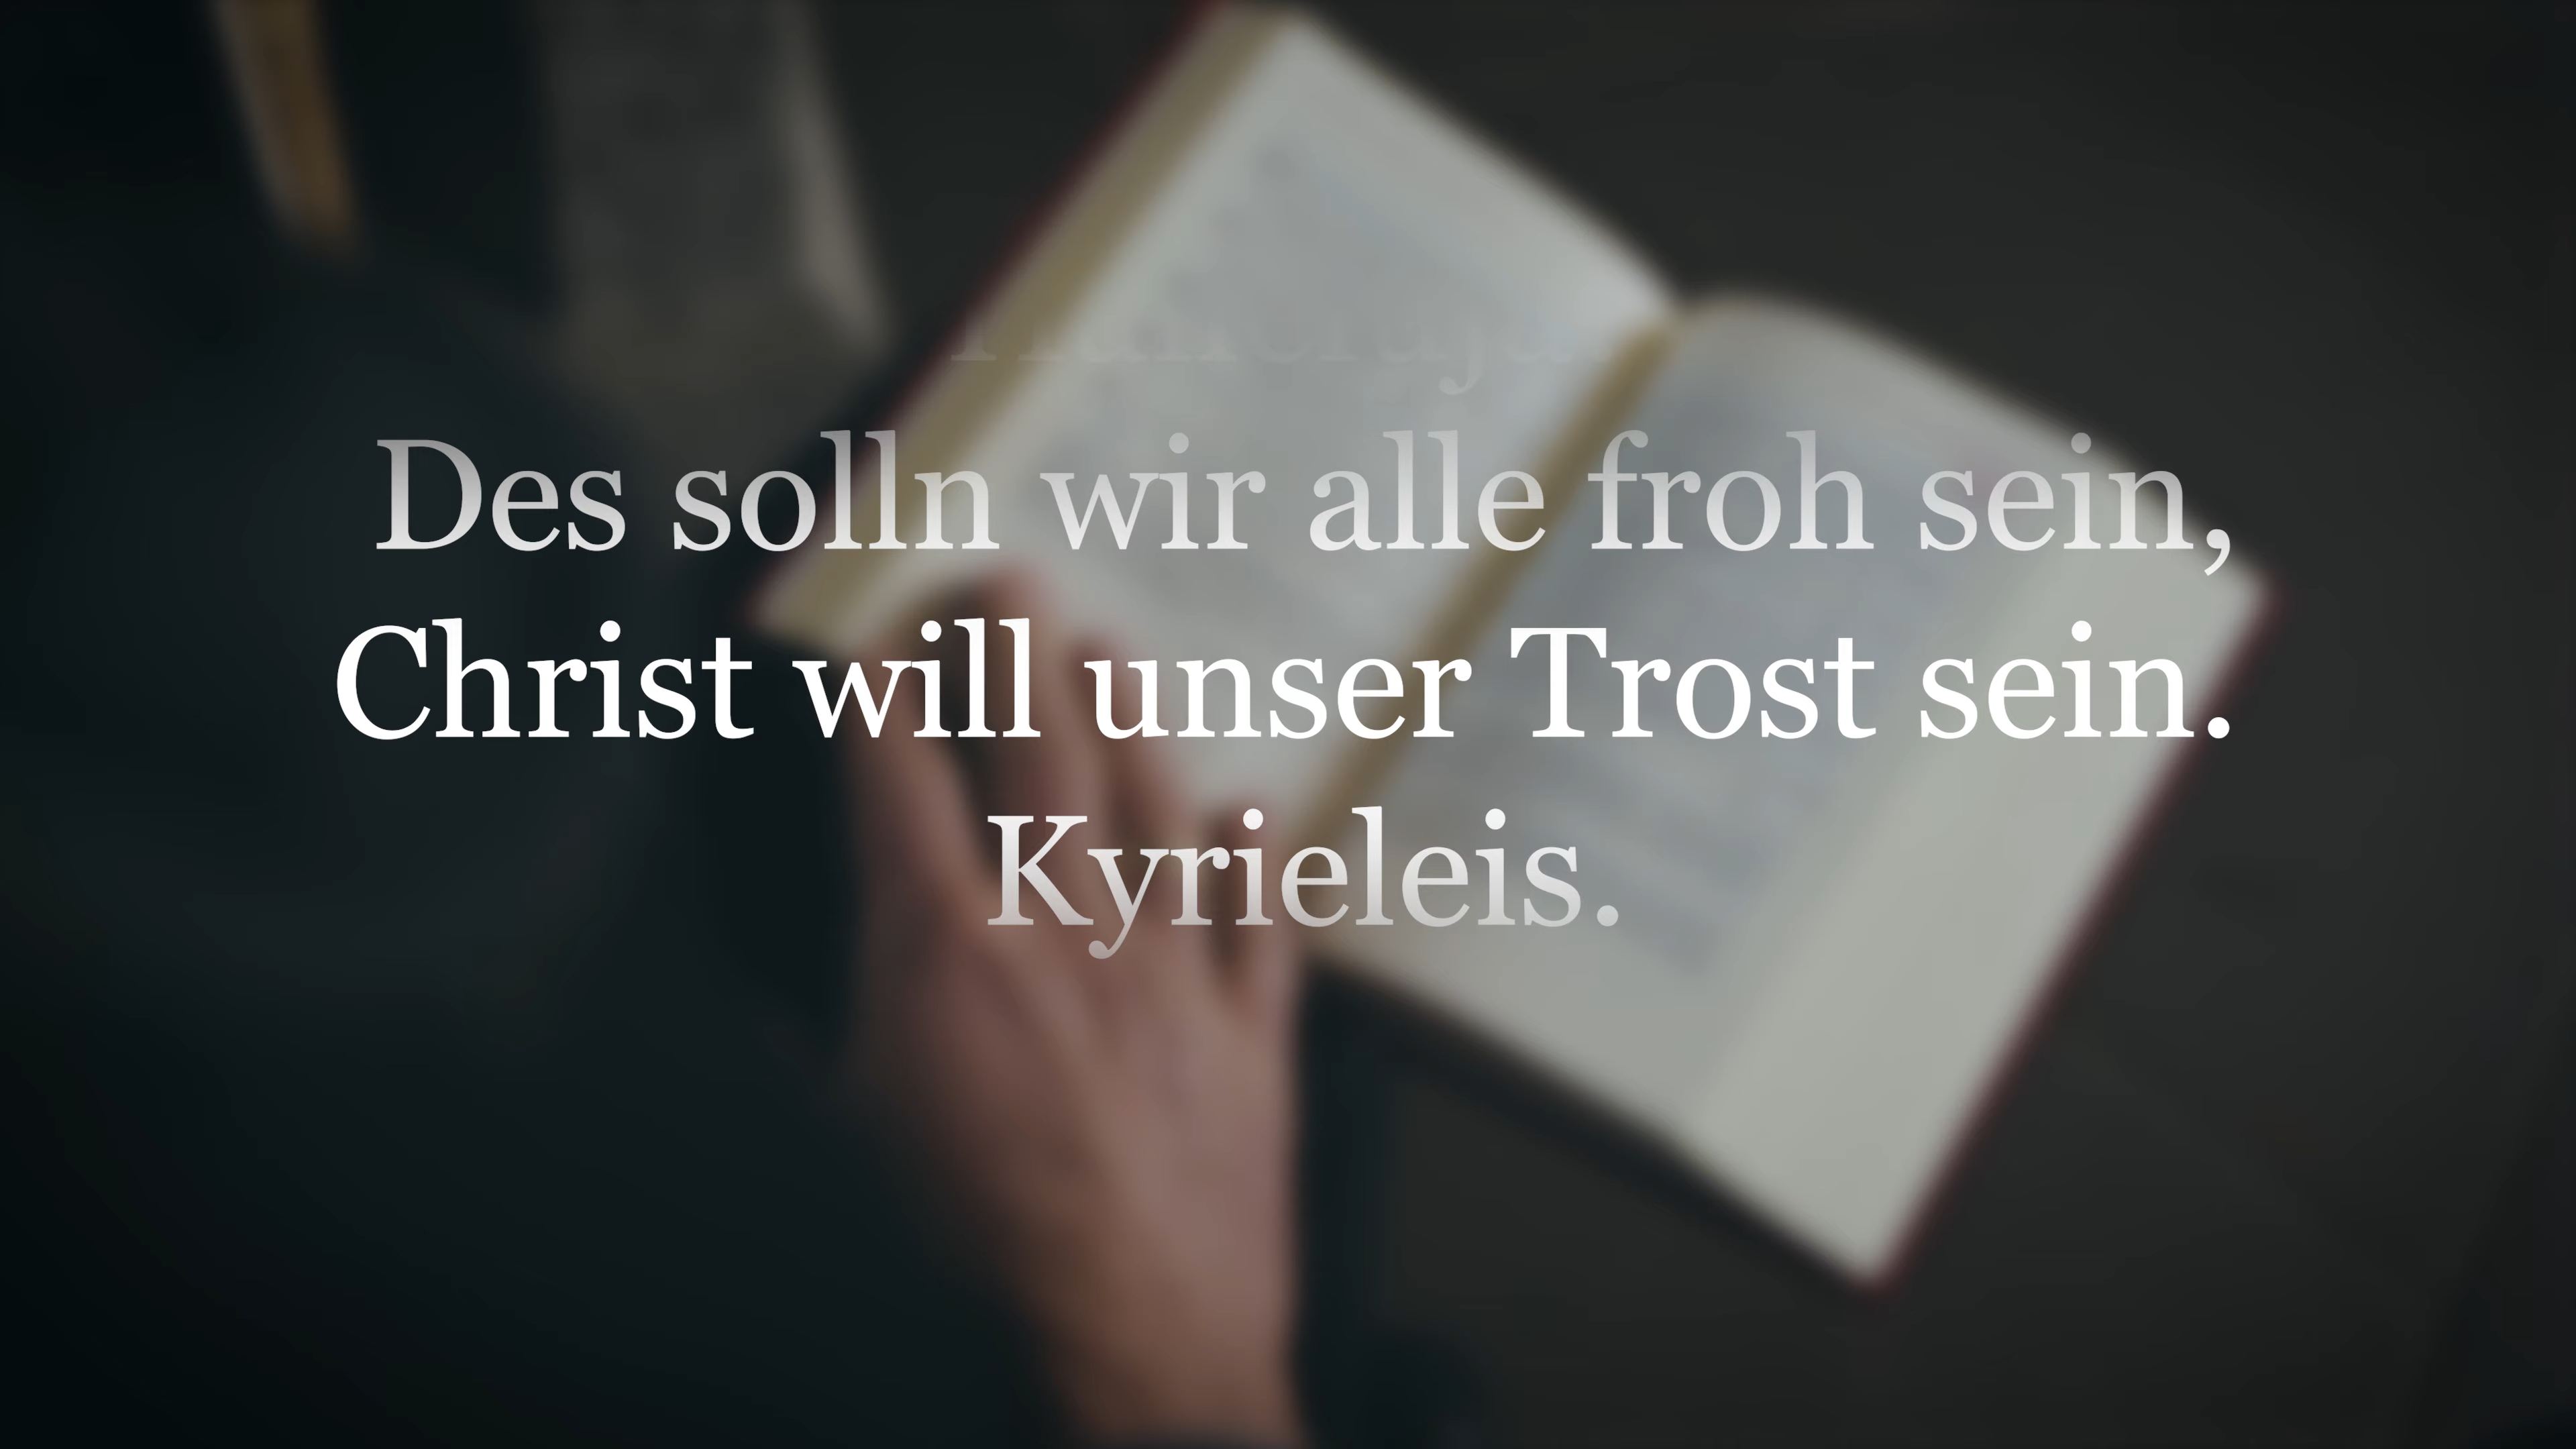 Des solln wir alle froh sein,
Christ will unser Trost sein.
Kyrieleis.